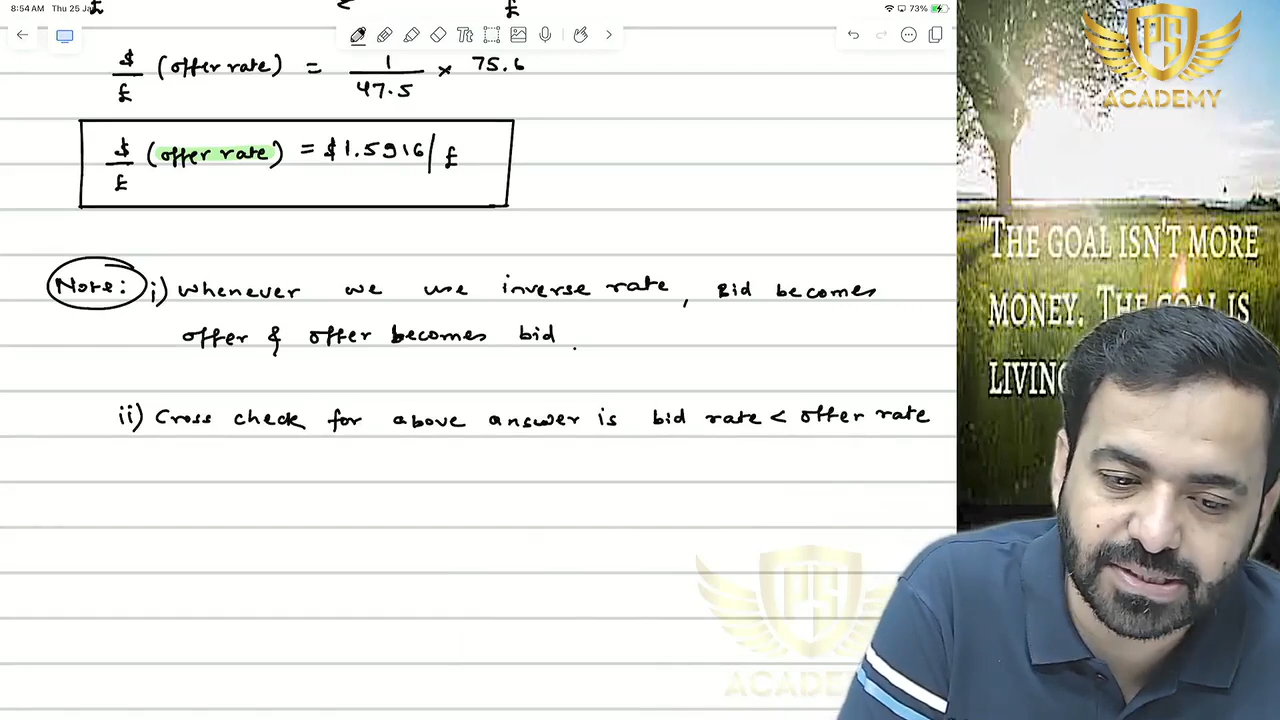 8:54 AM Thu 25 Jan
73%
£ £
$/£ (offer rate) = 1/47.5 × 75.6
$/£ (offer rate) = $1.5916/£
Note: i) Whenever we use inverse rate, Bid becomes
offer & offer becomes bid.
ii) Cross check for above answer is bid rate < offer rate
PS
ACADEMY
"THE GOAL ISN'T MORE
MONEY. THE GOAL IS
LIVING
PS
ACADEM